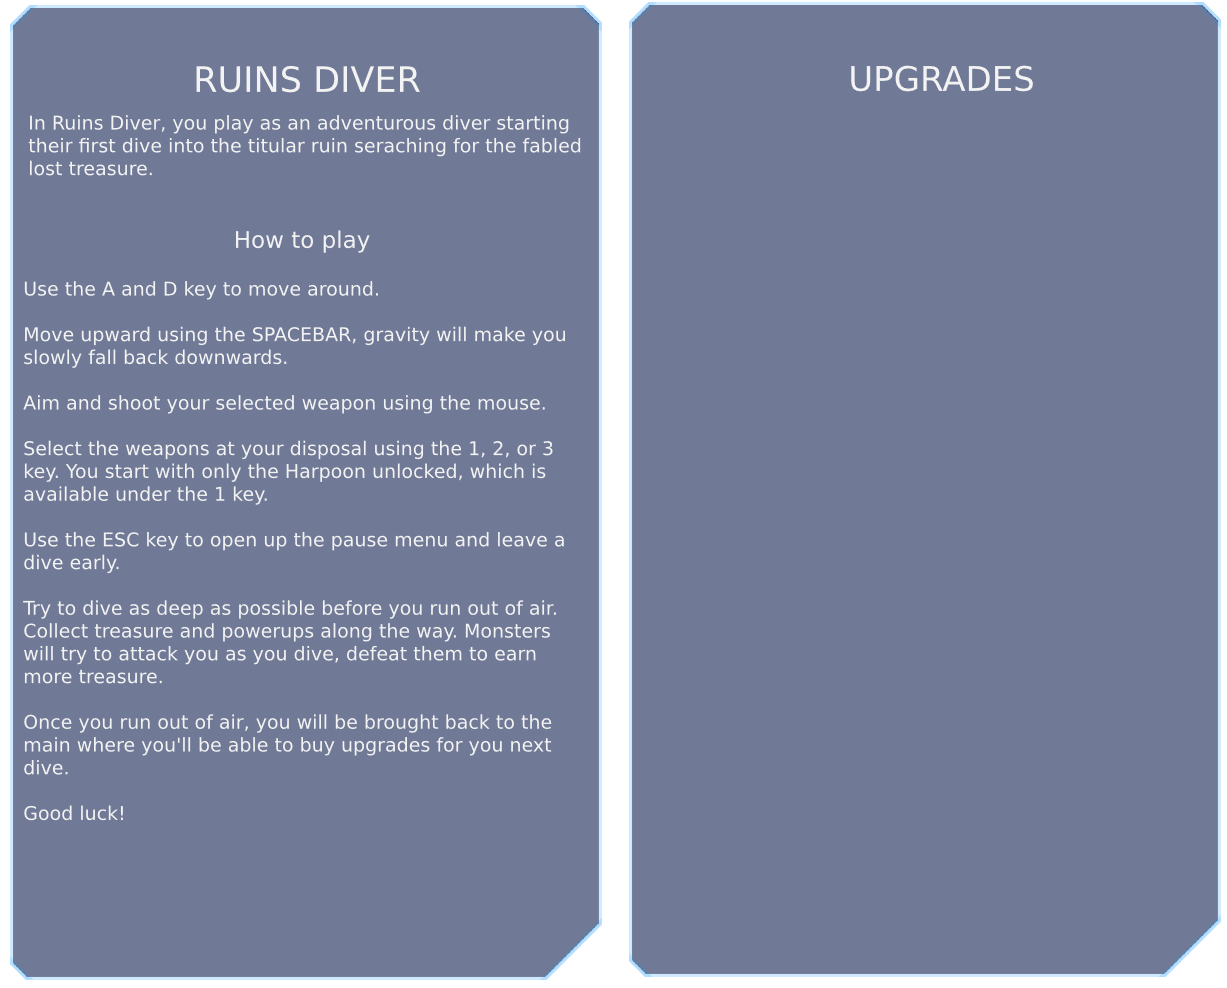 RUINS DIVER
In Ruins Diver, you play as an adventurous diver starting
their first dive into the titular ruin seraching for the fabled
lost treasure.
How to play
Use the A and D key to move around.
Move upward using the SPACEBAR, gravity will make you
slowly fall back downwards.
Aim and shoot your selected weapon using the mouse.
Select the weapons at your disposal using the 1, 2, or 3
key. You start with only the Harpoon unlocked, which is
available under the 1 key.
Use the ESC key to open up the pause menu and leave a
dive early.
Try to dive as deep as possible before you run out of air.
Collect treasure and powerups along the way. Monsters
will try to attack you as you dive, defeat them to earn
more treasure.
Once you run out of air, you will be brought back to the
main where you'll be able to buy upgrades for you next
dive.
Good luck!
UPGRADES